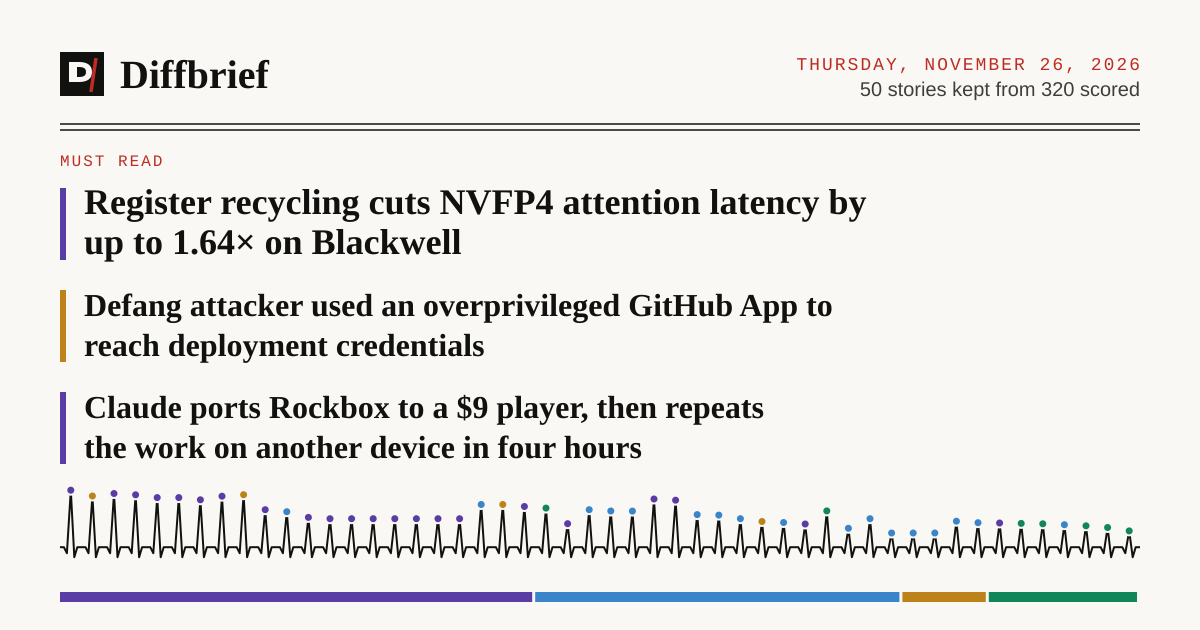 D Diffbrief
THURSDAY, NOVEMBER 26, 2026
50 stories kept from 320 scored
MUST READ
Register recycling cuts NVFP4 attention latency by
up to 1.64× on Blackwell
Defang attacker used an overprivileged GitHub App to
reach deployment credentials
Claude ports Rockbox to a $9 player, then repeats
the work on another device in four hours